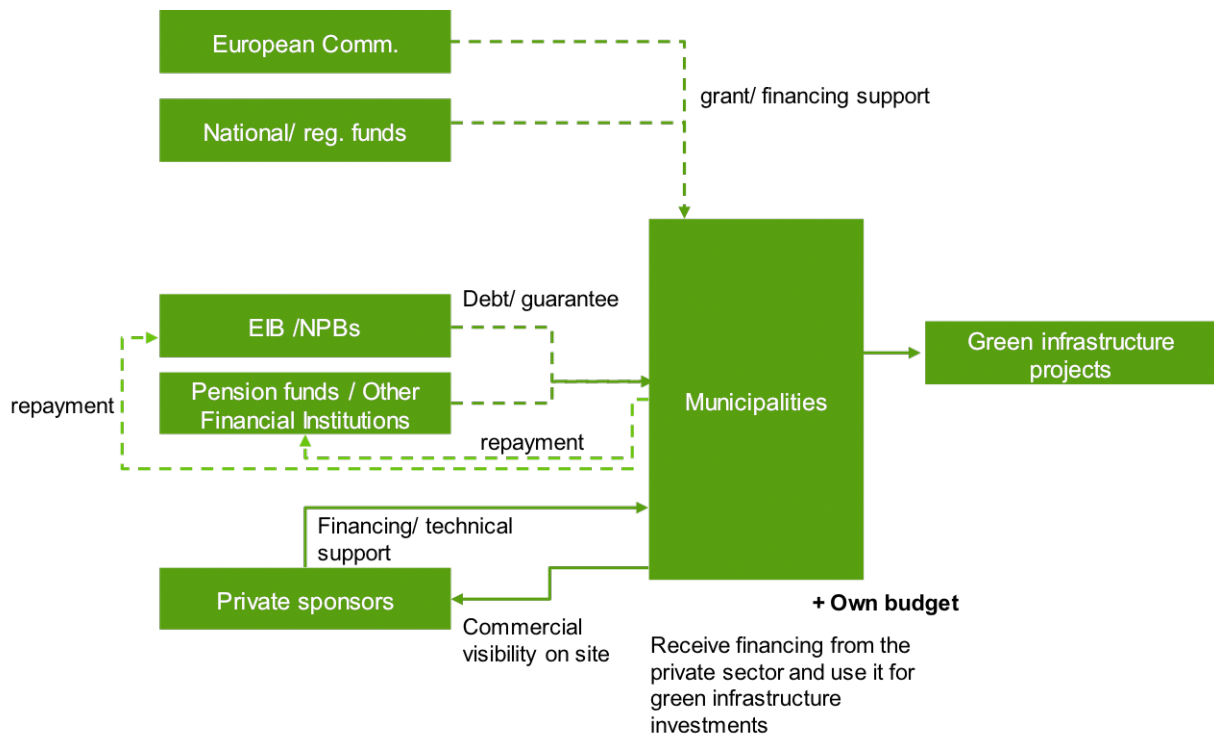 European Comm.
grant/ financing support
National/ reg. funds
Debt/ guarantee
EIB /NPBs
Green infrastructure
projects
Pension funds / Other
Financial Institutions
repayment
Municipalities
repayment
Financing/ technical
support
Private sponsors
Commercial
visibility on site
+ Own budget
Receive financing from the
private sector and use it for
green infrastructure
investments